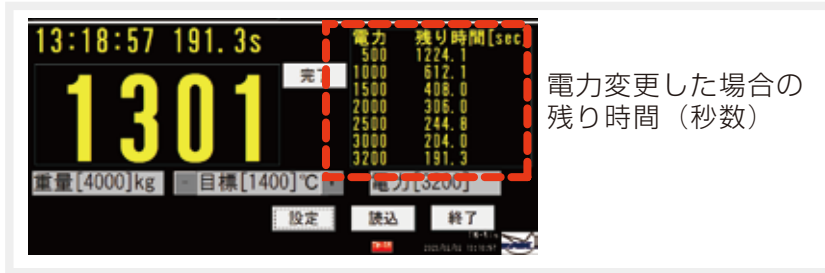 13:18:57 191.3s
電力 残り時間[sec]
500 1224.1
1000 612.1
1500 408.0
2000 306.0
2500 244.8
3000 204.0
3200 191.3
完了
1301
重量[4000]kg - 目標[1400]℃ 電力[3200]
設定 読込 終了
電力変更した場合の
残り時間（秒数）